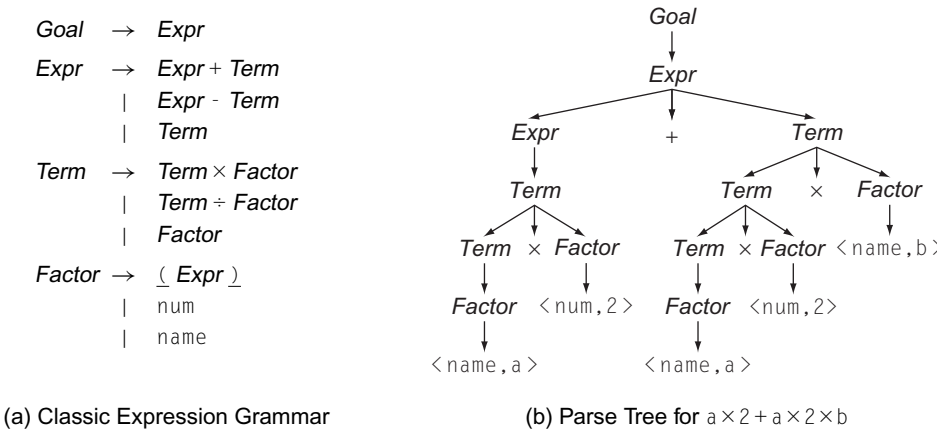 Goal → Expr
Expr → Expr + Term
| Expr - Term
| Term
Term → Term × Factor
| Term ÷ Factor
| Factor
Factor → ( Expr )
| num
| name
(a) Classic Expression Grammar
Goal
Expr
Expr + Term
Term Term × Factor
Term × Factor Term × Factor <name,b>
Factor <num,2> Factor <num,2>
<name,a> <name,a>
(b) Parse Tree for a×2+a×2×b